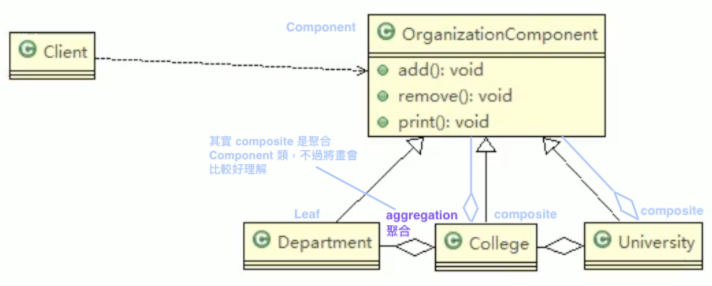 Component
OrganizationComponent
Client
add(): void
remove(): void
print(): void
其實 composite 是聚合
Component 類，不過將畫會
比較好理解
Leaf
aggregation
聚合
composite
composite
Department
College
University